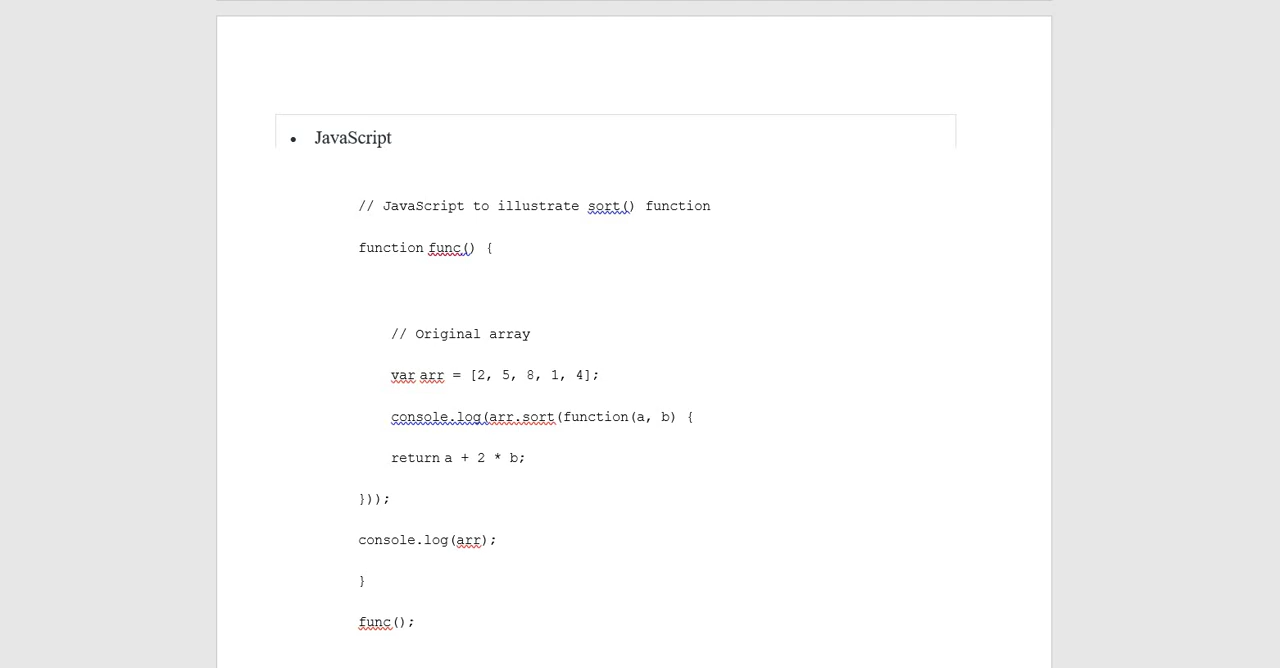 • JavaScript
// JavaScript to illustrate sort() function
function func() {
// Original array
var arr = [2, 5, 8, 1, 4];
console.log(arr.sort(function(a, b) {
return a + 2 * b;
}));
console.log(arr);
}
func();